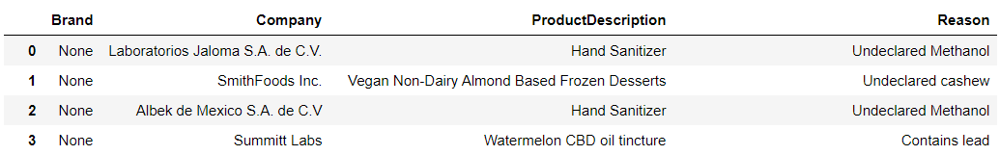 Brand Company ProductDescription Reason
0 None Laboratorios Jaloma S.A. de C.V. Hand Sanitizer Undeclared Methanol
1 None SmithFoods Inc. Vegan Non-Dairy Almond Based Frozen Desserts Undeclared cashew
2 None Albek de Mexico S.A. de C.V Hand Sanitizer Undeclared Methanol
3 None Summitt Labs Watermelon CBD oil tincture Contains lead